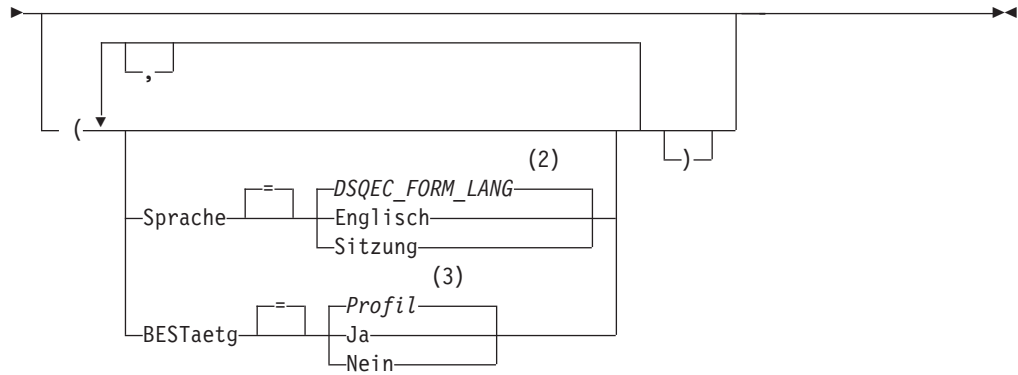 ,
(
)
(2)
= DSQEC_FORM_LANG
Sprache Englisch
Sitzung
(3)
= Profil
BESTaetg Ja
Nein